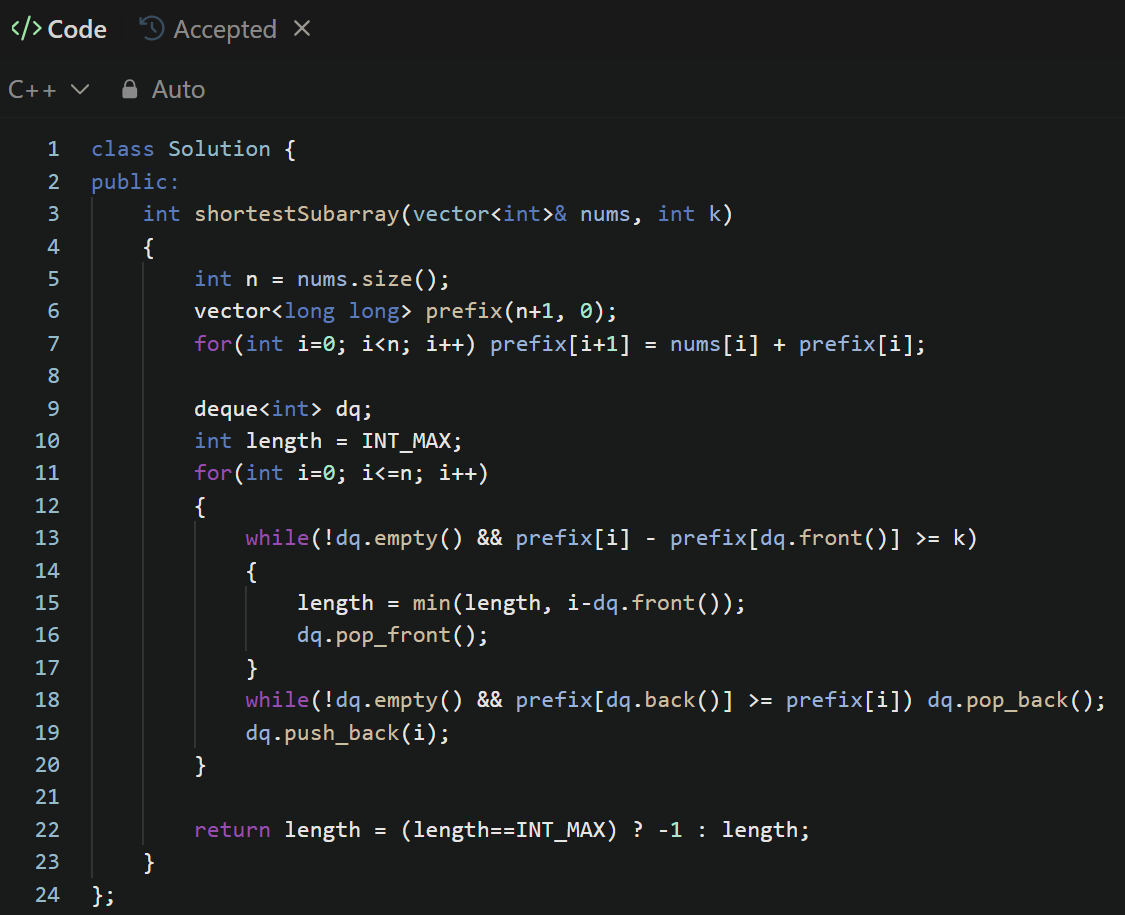 </> Code Accepted ×
C++ Auto
1 class Solution {
2 public:
3     int shortestSubarray(vector<int>& nums, int k)
4     {
5         int n = nums.size();
6         vector<long long> prefix(n+1, 0);
7         for(int i=0; i<n; i++) prefix[i+1] = nums[i] + prefix[i];
8
9         deque<int> dq;
10         int length = INT_MAX;
11         for(int i=0; i<=n; i++)
12         {
13             while(!dq.empty() && prefix[i] - prefix[dq.front()] >= k)
14             {
15                 length = min(length, i-dq.front());
16                 dq.pop_front();
17             }
18             while(!dq.empty() && prefix[dq.back()] >= prefix[i]) dq.pop_back();
19             dq.push_back(i);
20         }
21
22         return length = (length==INT_MAX) ? -1 : length;
23     }
24 };